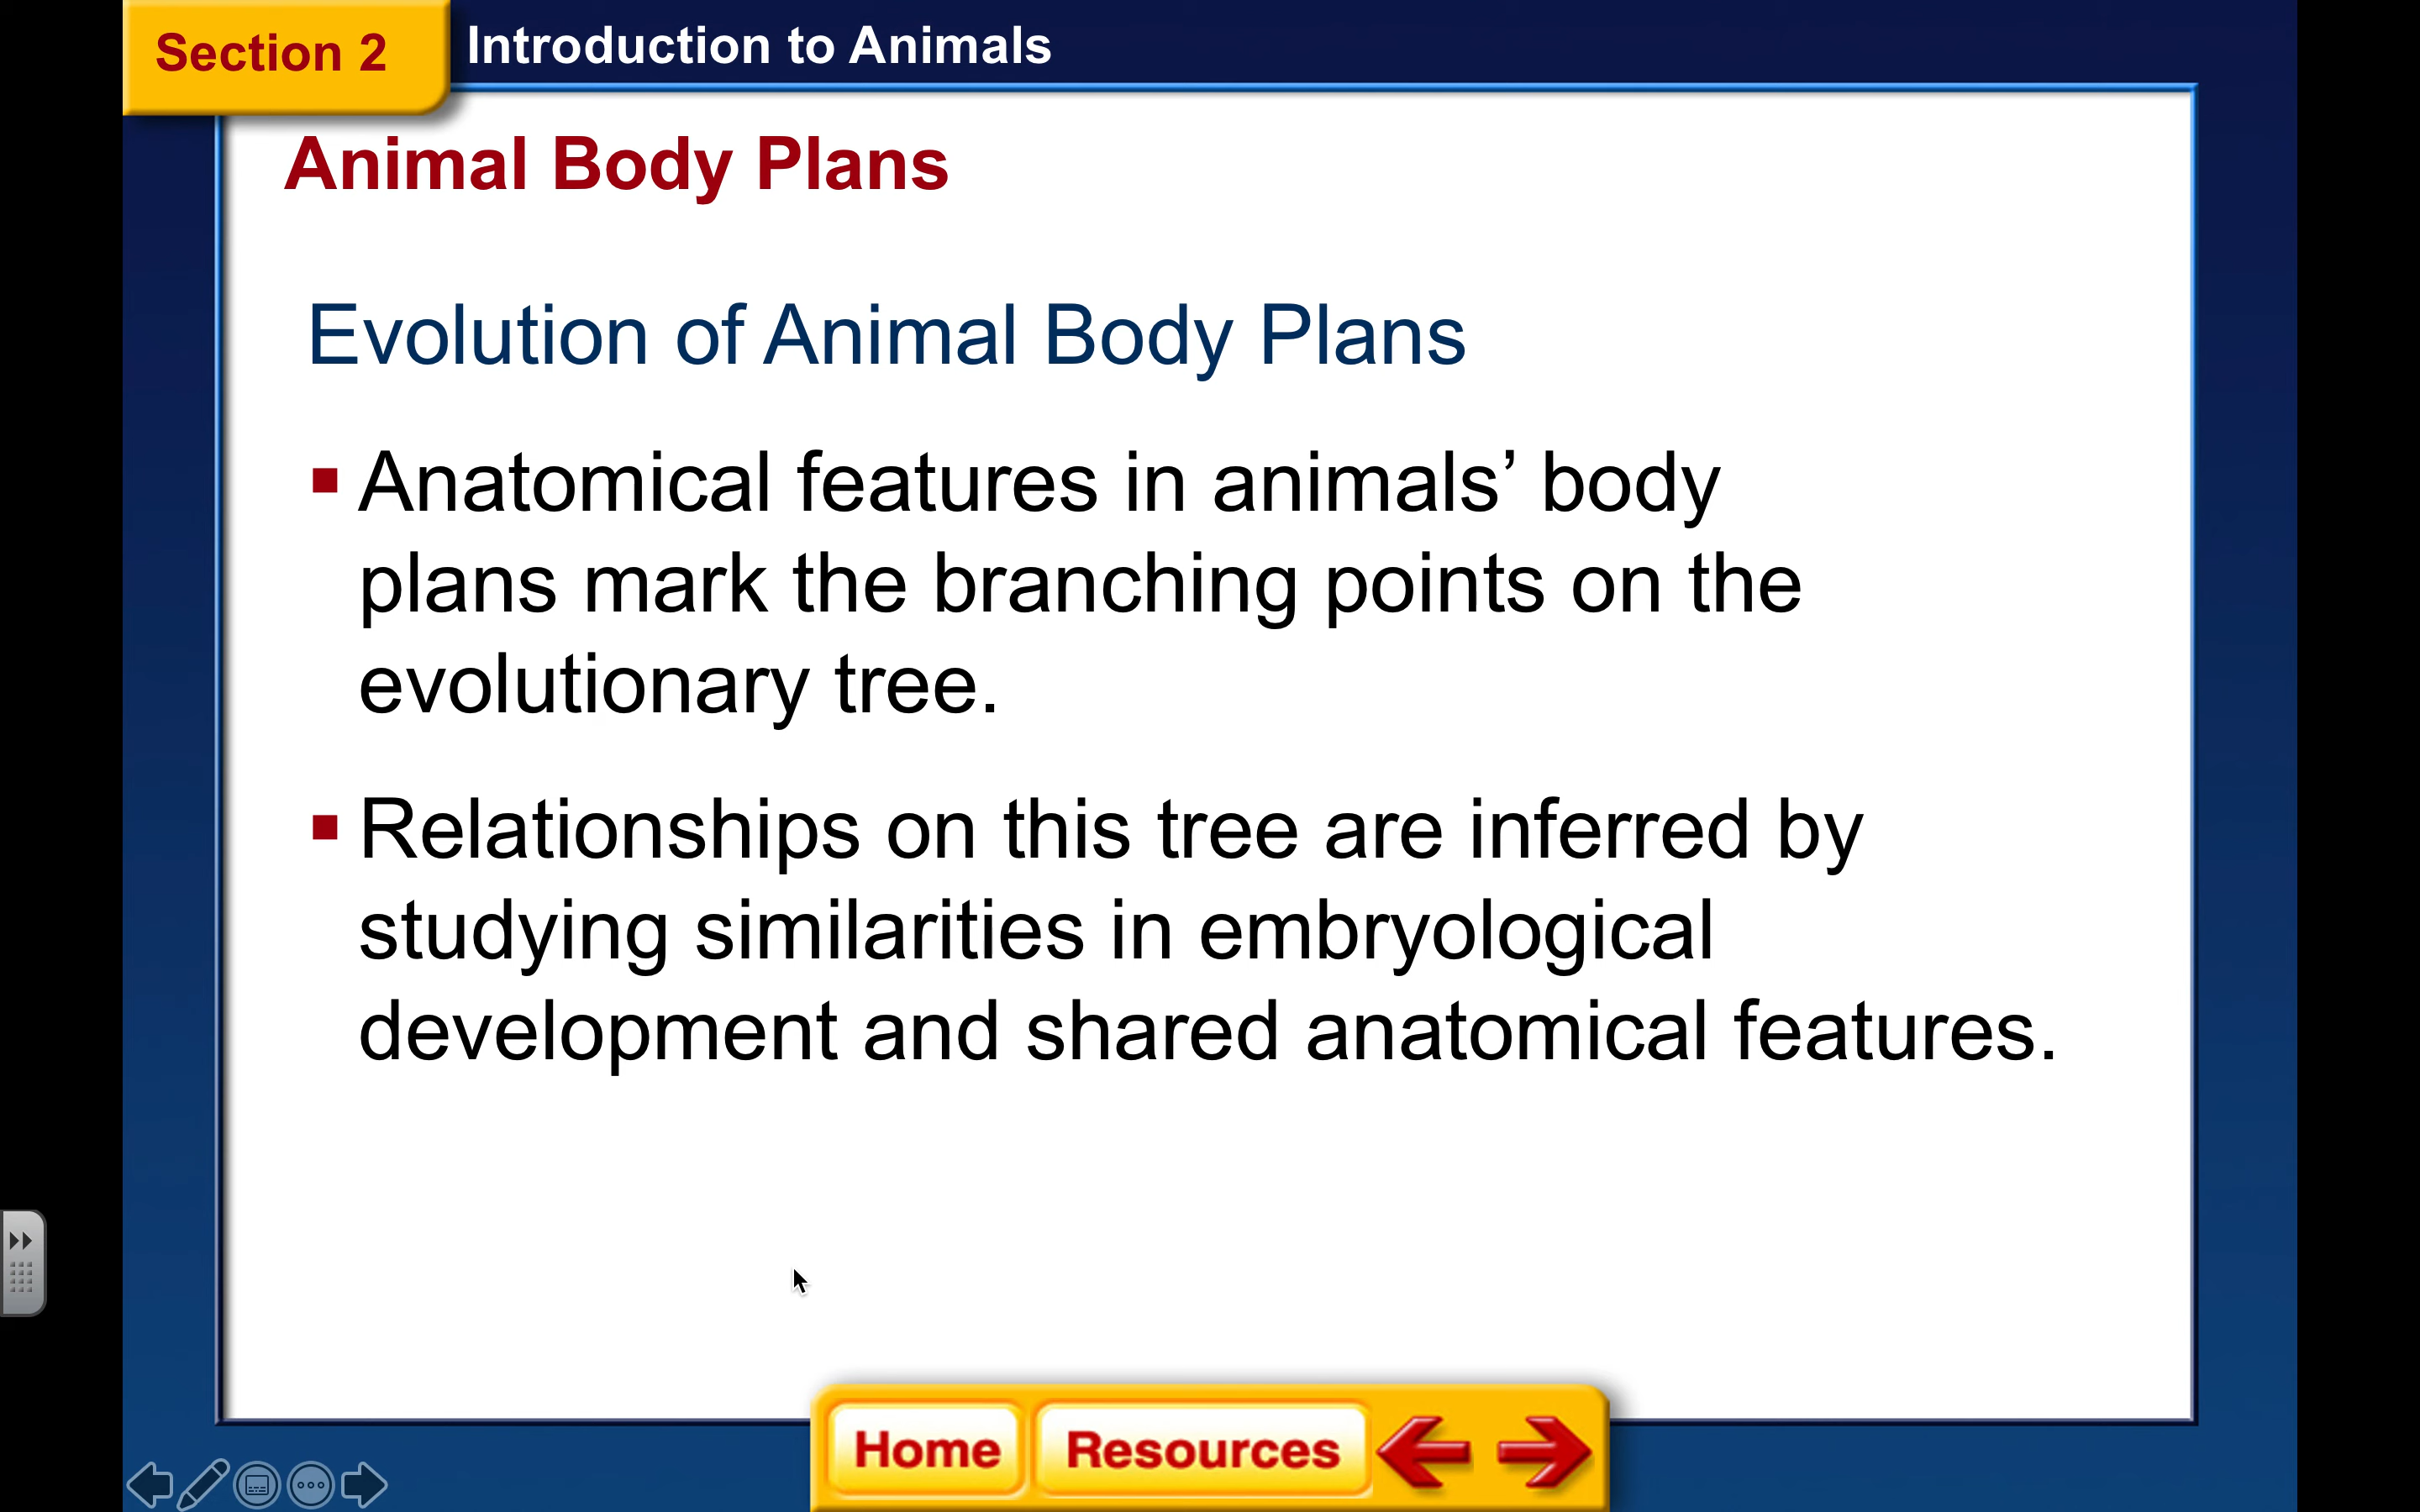 Section 2
Introduction to Animals
Animal Body Plans
Evolution of Animal Body Plans
Anatomical features in animals’ body
plans mark the branching points on the
evolutionary tree.
Relationships on this tree are inferred by
studying similarities in embryological
development and shared anatomical features.
Home
Resources